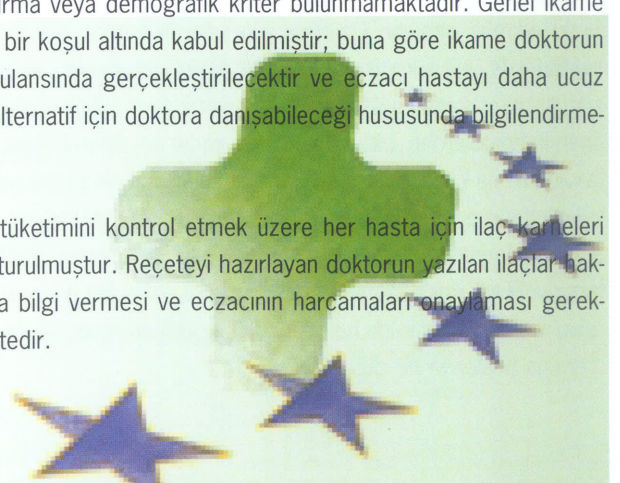 ırma veya demografik kriter bulunmamaktadır. Genel ikame
bir koşul altında kabul edilmiştir; buna göre ikame doktorun
ulansında gerçekleştirilecektir ve eczacı hastayı daha ucuz
lternatif için doktora danışabileceği hususunda bilgilendirme-
tüketimini kontrol etmek üzere her hasta için ilaç karneleri
turulmuştur. Reçeteyi hazırlayan doktorun yazılan ilaçlar hak-
a bilgi vermesi ve eczacının harcamaları onaylaması gerek-
tedir.